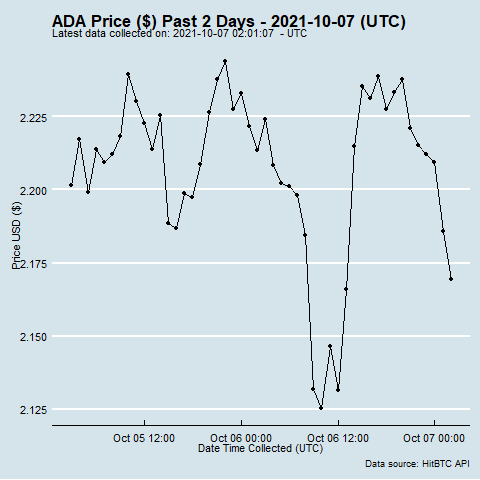 ADA Price ($) Past 2 Days - 2021-10-07 (UTC)
Latest data collected on: 2021-10-07 02:01:07  - UTC
Price USD ($)
2.225
2.200
2.175
2.150
2.125
Oct 05 12:00 Oct 06 00:00 Oct 06 12:00 Oct 07 00:00
Date Time Collected (UTC)
Data source: HitBTC API